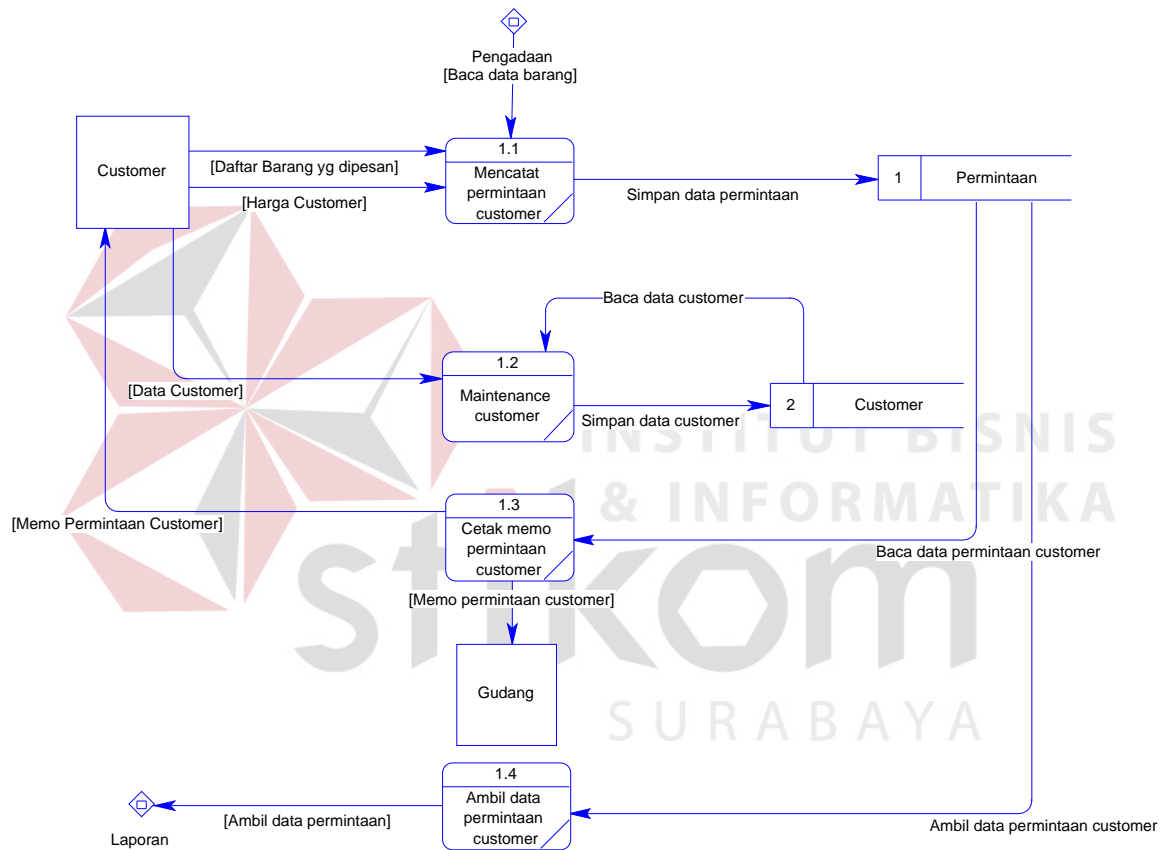 Pengadaan
[Baca data barang]
Customer
[Daftar Barang yg dipesan]
[Harga Customer]
1.1
Mencatat
permintaan
customer
Simpan data permintaan
1
Permintaan
Baca data customer
1.2
Maintenance
customer
[Data Customer]
Simpan data customer
2
Customer
INSTITUT BISNIS
& INFORMATIKA
stikom
SURABAYA
1.3
Cetak memo
permintaan
customer
[Memo Permintaan Customer]
Baca data permintaan customer
[Memo permintaan customer]
Gudang
1.4
Ambil data
permintaan
customer
[Ambil data permintaan]
Laporan
Ambil data permintaan customer